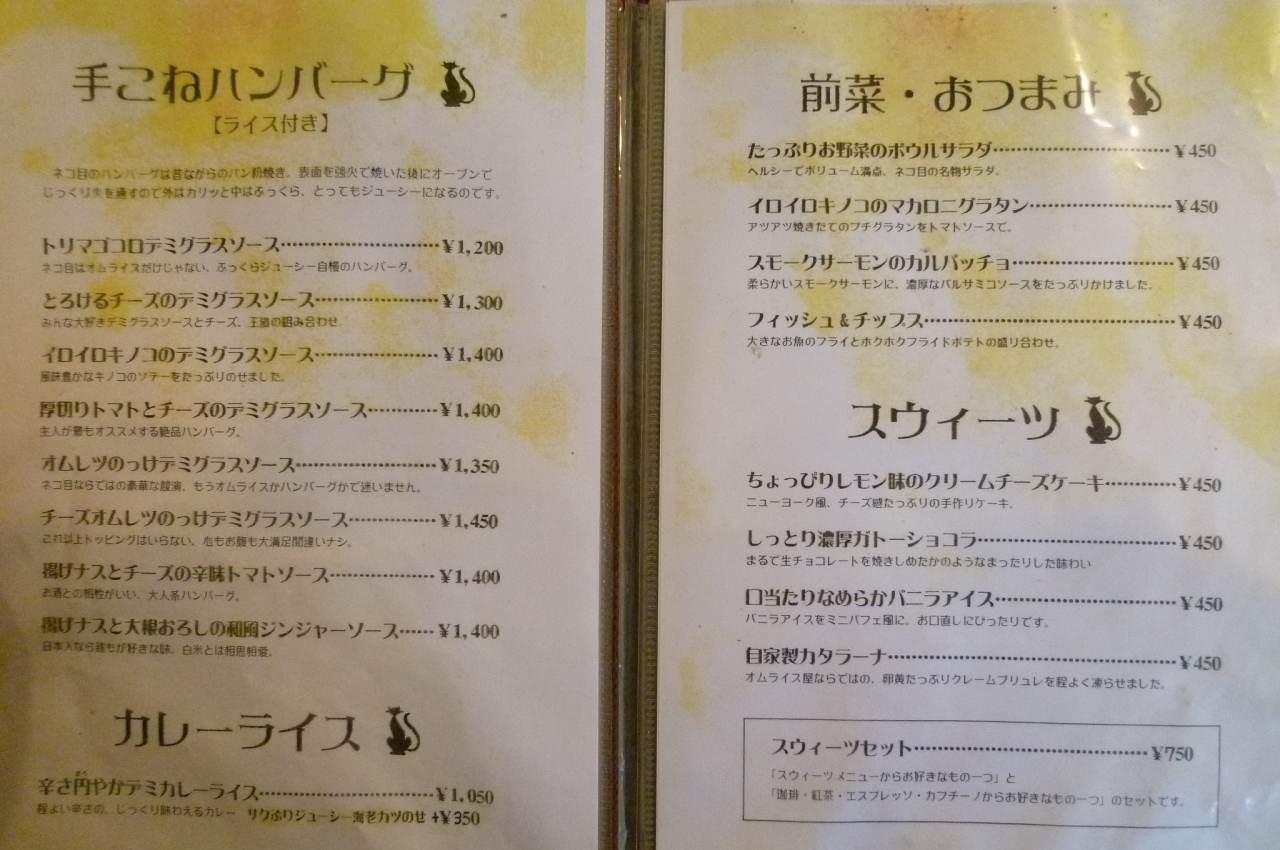 手こねハンバーグ
【ライス付き】
ネコ目のハンバーグは昔ながらのパン粉焼き。表面を強火で焼いた後にオーブンで
じっくり火を通すので外はカリッと中はふっくら、とってもジューシーになるのです。
トリマゴコロデミグラスソース……………¥1,200
ネコ目はオムライスだけじゃない、ふっくらジューシー自慢のハンバーグ。
とろけるチーズのデミグラスソース……………¥1,300
みんな大好きデミグラスソースとチーズ、王道の組み合わせ
イロイロキノコのデミグラスソース……………¥1,400
風味豊かなキノコのソテーをたっぷりのせました。
厚切りトマトとチーズのデミグラスソース…………¥1,400
主人が最もオススメする絶品ハンバーグ。
オムレツのっけデミグラスソース……………¥1,350
ネコ目ならではの豪華な競演、もうオムライスかハンバーグかで迷いません。
チーズオムレツのっけデミグラスソース…………¥1,450
これ以上トッピングはいらない、心もお腹も大満足間違いナシ。
揚げナスとチーズの辛味トマトソース……………¥1,400
お酒との相性がいい、大人系ハンバーグ。
揚げナスと大根おろしの和風ジンジャーソース……¥1,400
日本人なら誰もが好きな味。白米とは相思相愛。
カレーライス
辛さ円やかデミカレーライス……………¥1,050
程よい辛さの、じっくり味わえるカレー サクぷりジューシー海老カツのせ +¥350
前菜・おつまみ
たっぷりお野菜のボウルサラダ……………¥450
ヘルシーでボリューム満点、ネコ目の名物サラダ。
イロイロキノコのマカロニグラタン……………¥450
アツアツ焼きたてのプチグラタンをトマトソースで。
スモークサーモンのカルパッチョ……………¥450
柔らかいスモークサーモンに、濃厚なバルサミコソースをたっぷりかけました。
フィッシュ&チップス……………¥450
大きなお魚のフライとホクホクフライドポテトの盛り合わせ。
スウィーツ
ちょっぴりレモン味のクリームチーズケーキ…………¥450
ニューヨーク風、チーズ感たっぷりの手作りケーキ。
しっとり濃厚ガトーショコラ……………¥450
まるで生チョコレートを焼きしめたかのようなまったりした味わい
口当たりなめらかバニラアイス……………¥450
バニラアイスをミニパフェ風に。お口直しにぴったりです。
自家製カタラーナ……………¥450
オムライス屋ならではの、卵黄たっぷりクレームブリュレを程よく凍らせました。
スウィーツセット……………¥750
「スウィーツメニューからお好きなもの一つ」と
「珈琲・紅茶・エスプレッソ・カプチーノからお好きなもの一つ」のセットです。